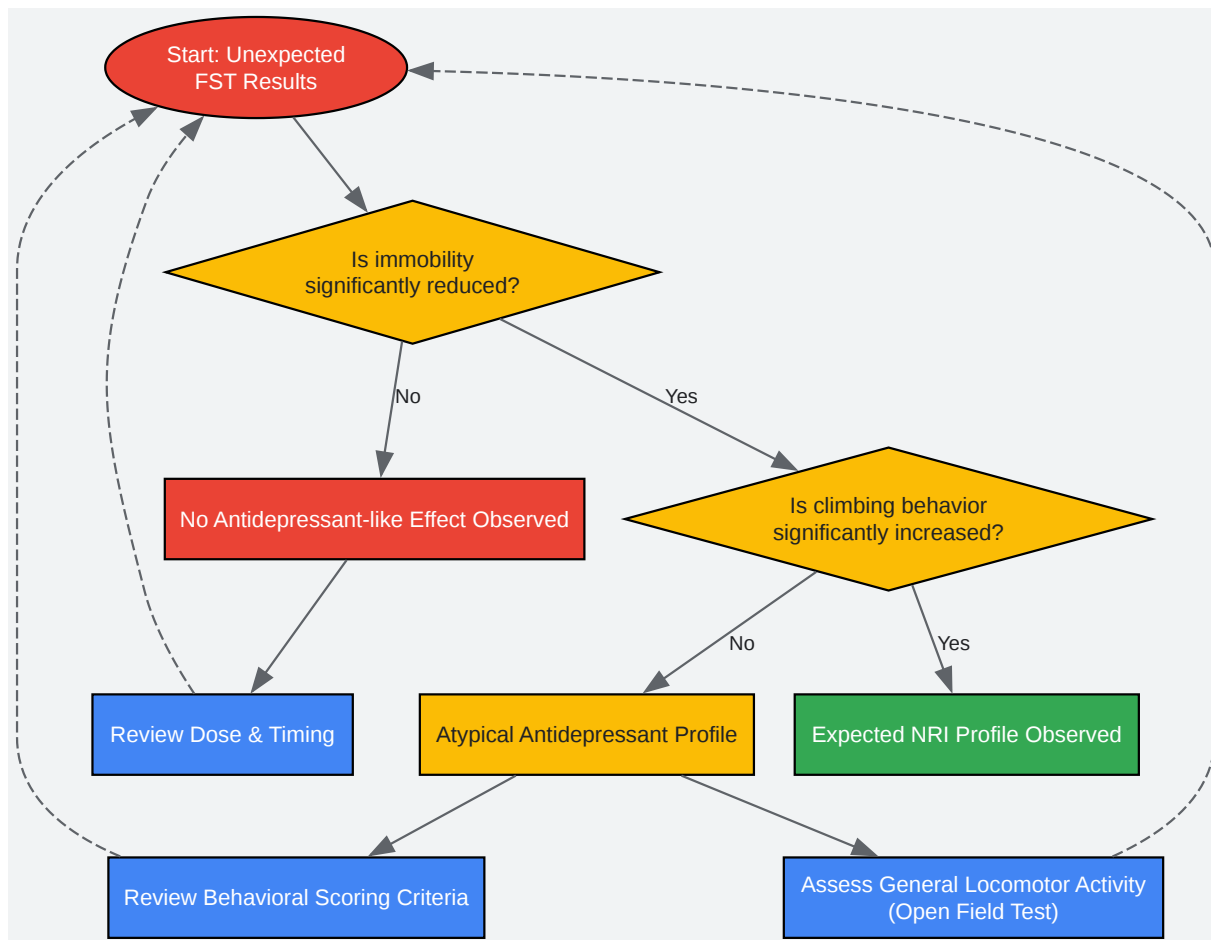 Start: Unexpected
FST Results
Is immobility
significantly reduced?
No
Yes
No Antidepressant-like Effect Observed
Is climbing behavior
significantly increased?
No
Yes
Review Dose & Timing
Atypical Antidepressant Profile
Expected NRI Profile Observed
Review Behavioral Scoring Criteria
Assess General Locomotor Activity
(Open Field Test)